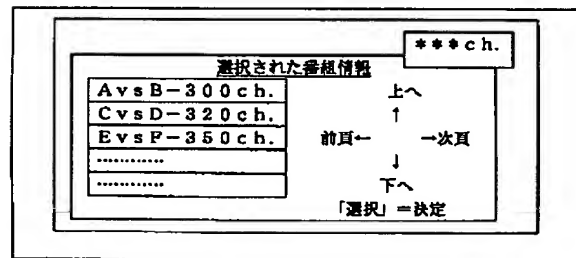 ***ch.
選択された番組情報
AvsB-300ch.
CvsD-320ch.
EvsF-350ch.
............
............
上へ
↑
前頁← →次頁
↓
下へ
「選択」=決定